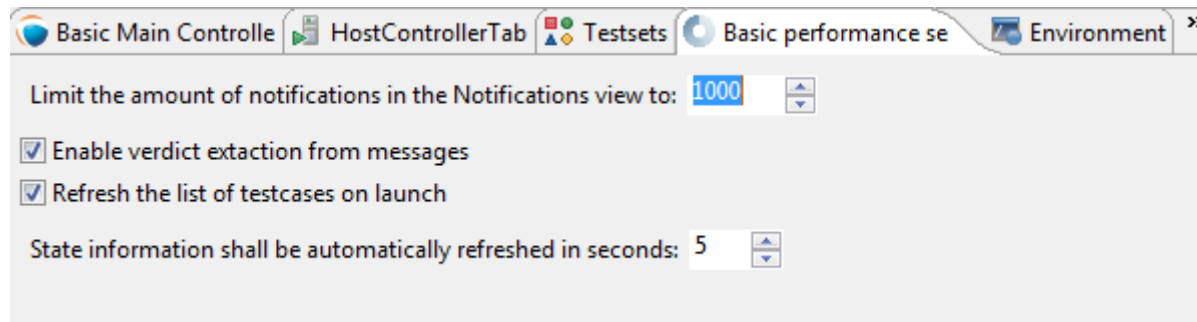 Basic Main Controlle HostControllerTab Testsets Basic performance se Environment »
Limit the amount of notifications in the Notifications view to: 1000
Enable verdict extaction from messages
Refresh the list of testcases on launch
State information shall be automatically refreshed in seconds: 5